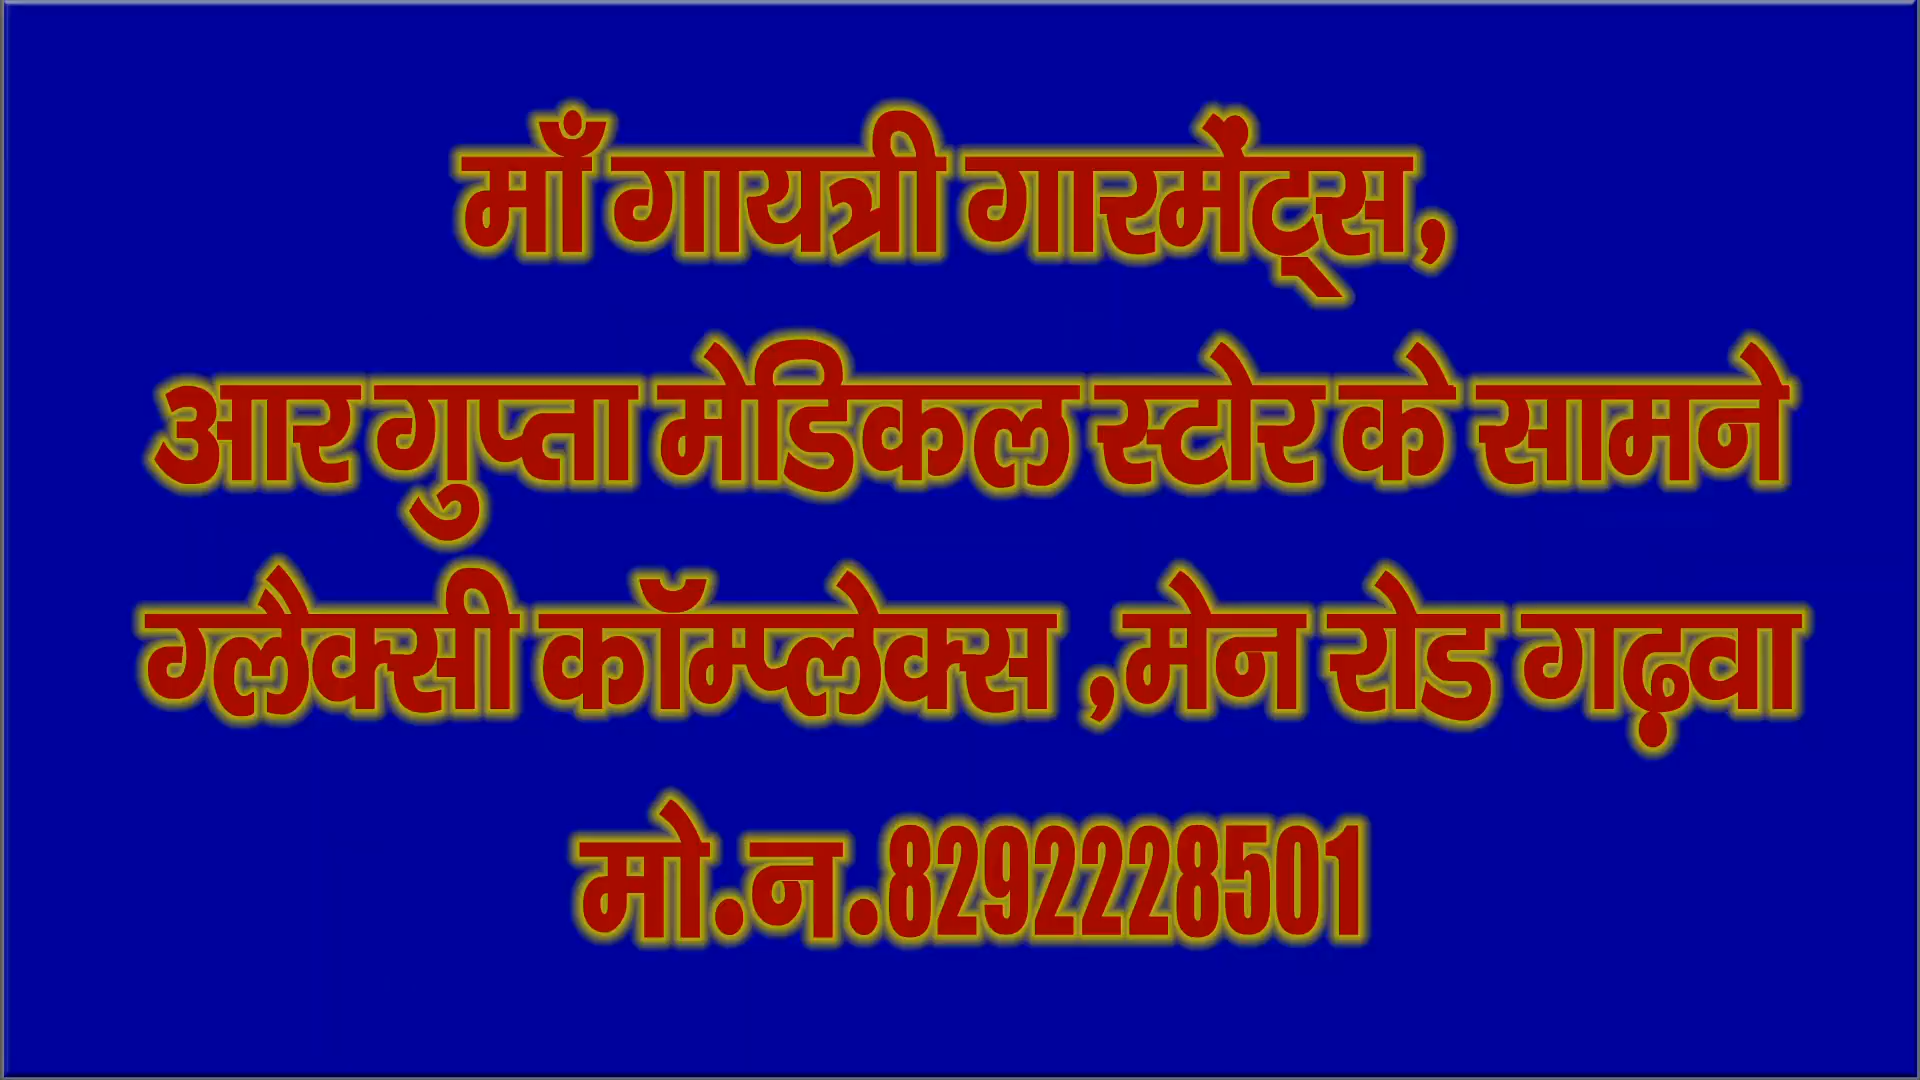 माँ गायत्री गारमेंट्स,
आर गुप्ता मेडिकल स्टोर के सामने
ग्लैक्सी कॉम्प्लेक्स ,मेन रोड गढ़वा
मो.न.8292228501